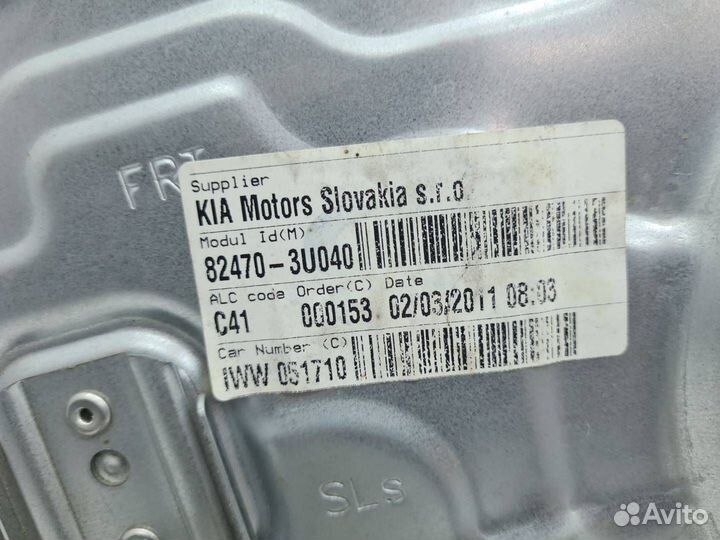 FRT
Supplier
KIA Motors Slovakia s.r.o.
Modul Id(M)
82470-3U040
ALC code Order(C) Date
C41 000153 02/03/2011 08:03
Car Number (C)
1WW 051710
SLS
Avito